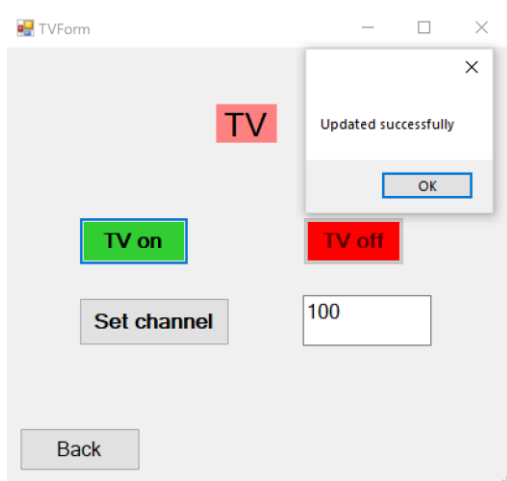 TVForm
TV
Updated successfully
OK
TV on
TV off
Set channel
100
Back